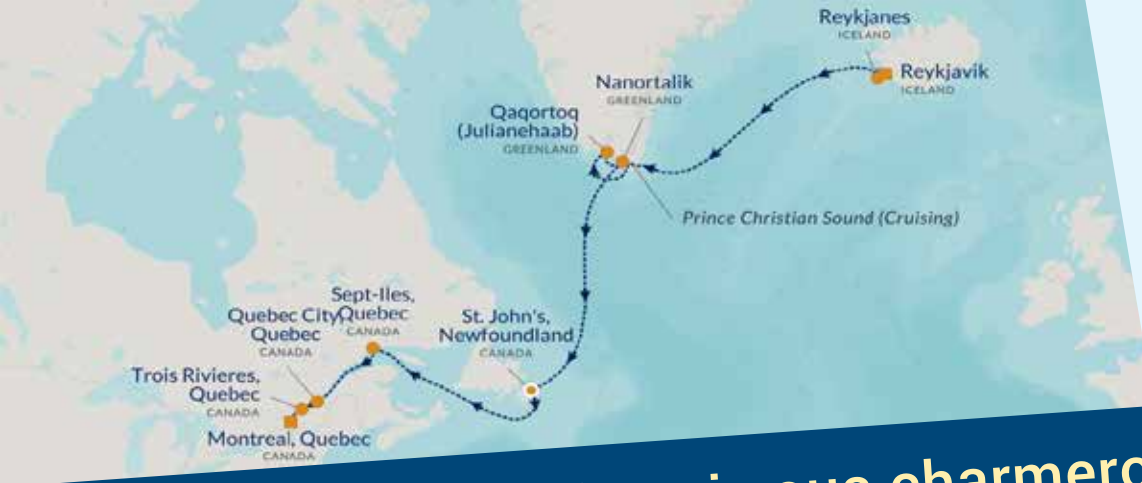 Reykjanes
ICELAND
Reykjavik
ICELAND
Nanortalik
GREENLAND
Qaqortoq
(Julianehaab)
GREENLAND
Prince Christian Sound (Cruising)
Sept-Iles,
Quebec
CANADA
Quebec City,
Quebec
CANADA
St. John's,
Newfoundland
CANADA
Trois Rivieres,
Quebec
CANADA
Montreal, Quebec
CANADA